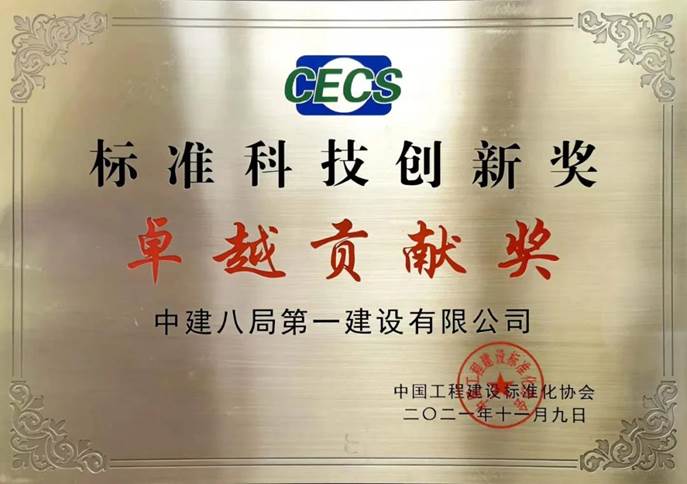 CECS
标准科技创新奖
卓越贡献奖
中建八局第一建设有限公司
中国工程建设标准化协会
二〇二一年十一月九日